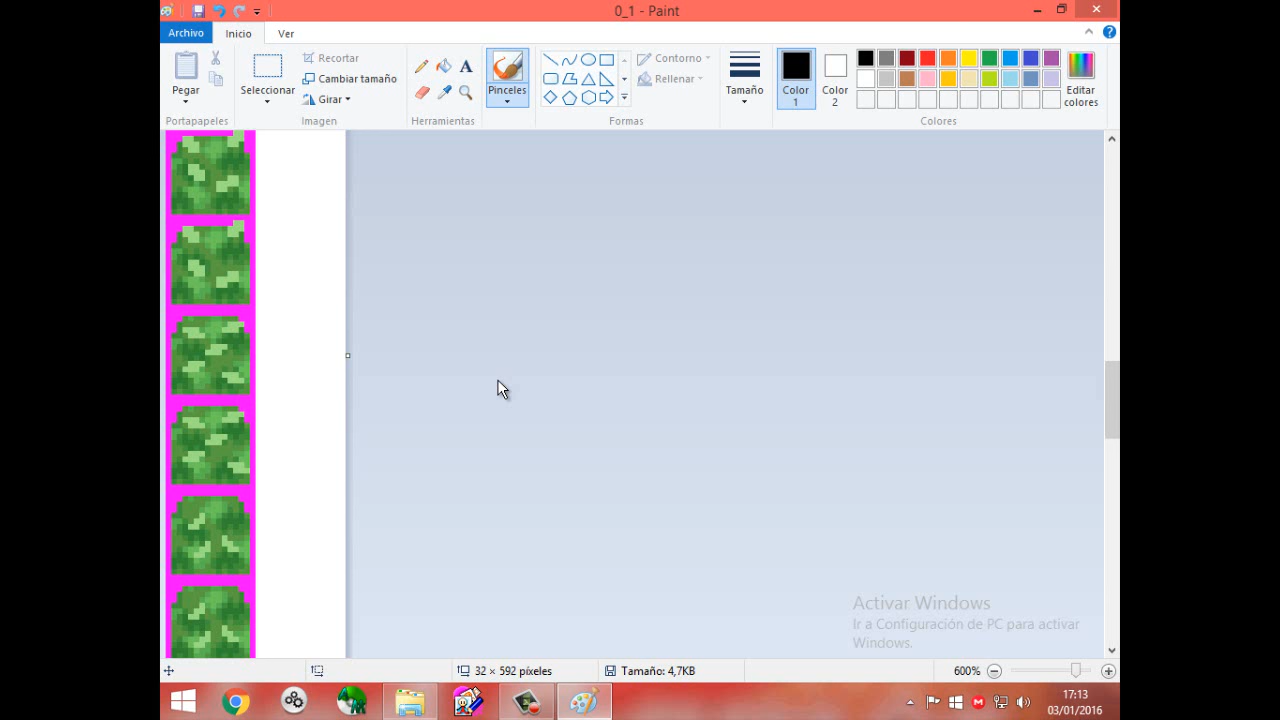 0_1 - Paint
Archivo Inicio Ver
Pegar
Portapapeles
Seleccionar
Recortar
Cambiar tamaño
Girar
Imagen
A
Herramientas
Pinceles
Contorno
Rellenar
Formas
Tamaño
Color
1
Color
2
Editar
colores
Colores
Activar Windows
Ir a Configuración de PC para activar
Windows.
32 × 592 píxeles
Tamaño: 4,7KB
600%
17:13
03/01/2016